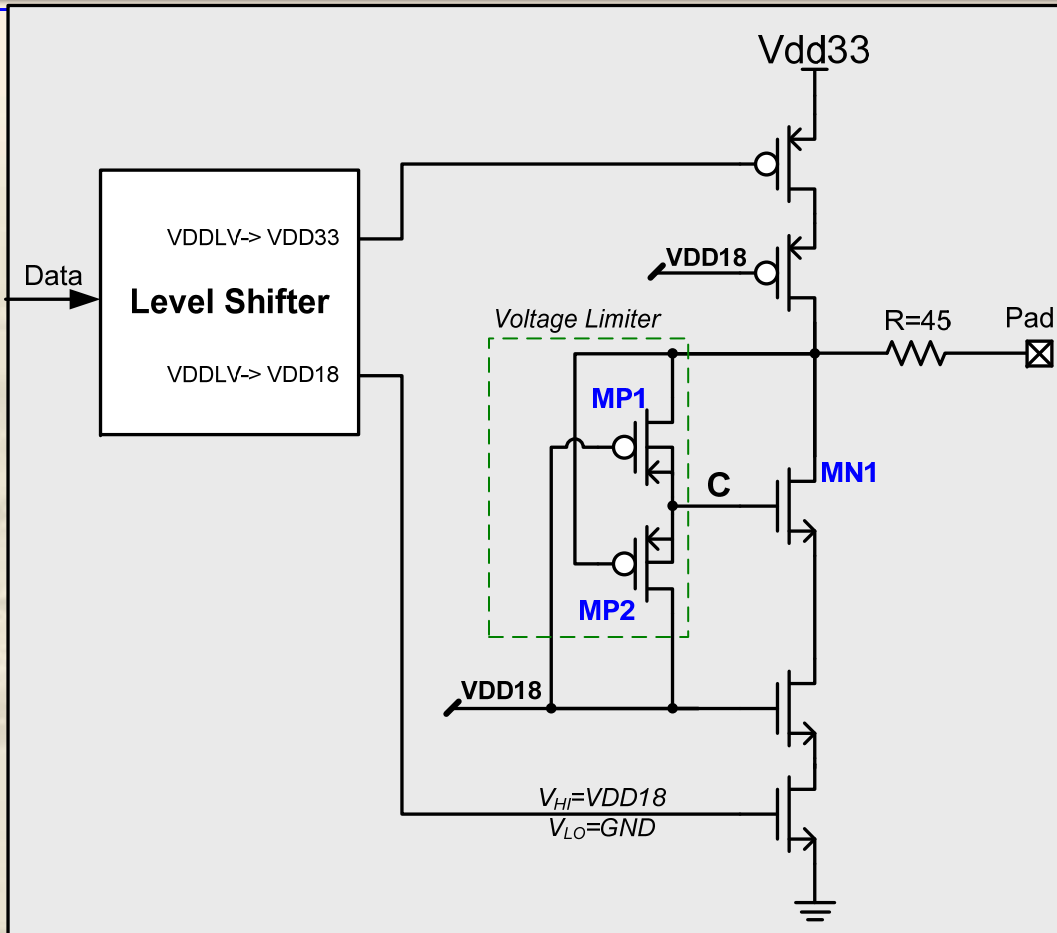 Vdd33
VDDLV-> VDD33
Data
Level Shifter
VDDLV-> VDD18
VDD18
Voltage Limiter
R=45
Pad
MP1
MN1
C
MP2
VDD18
VHI=VDD18
VLO=GND